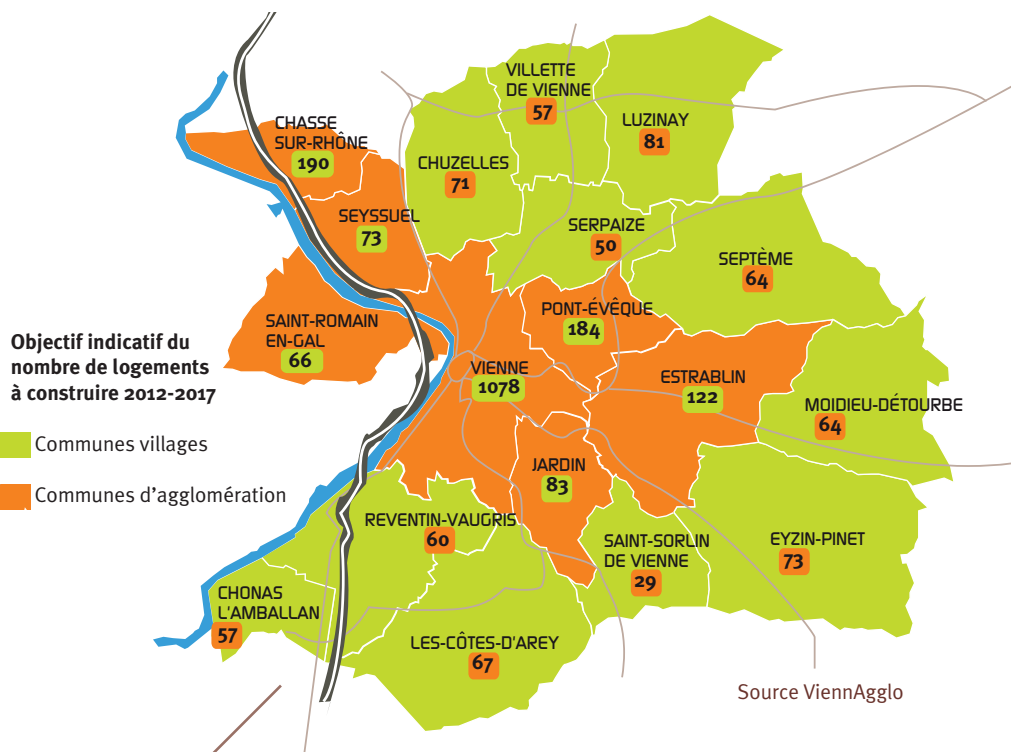 VILLETTE
DE VIENNE
57
LUZINAY
81
CHASSE
SUR-RHÔNE
190
CHUZELLES
71
SEYSSUEL
73
SERPAIZE
50
SEPTÈME
64
PONT-ÉVÊQUE
184
SAINT-ROMAIN
EN-GAL
66
Objectif indicatif du
nombre de logements
à construire 2012-2017
Communes villages
Communes d'agglomération
VIENNE
1078
ESTRABLIN
122
MOIDIEU-DÉTOURBE
64
JARDIN
83
REVENTIN-VAUGRIS
60
SAINT-SORLIN
DE VIENNE
29
EYZIN-PINET
73
CHONAS
L'AMBALLAN
57
LES-CÔTES-D'AREY
67
Source ViennAgglo